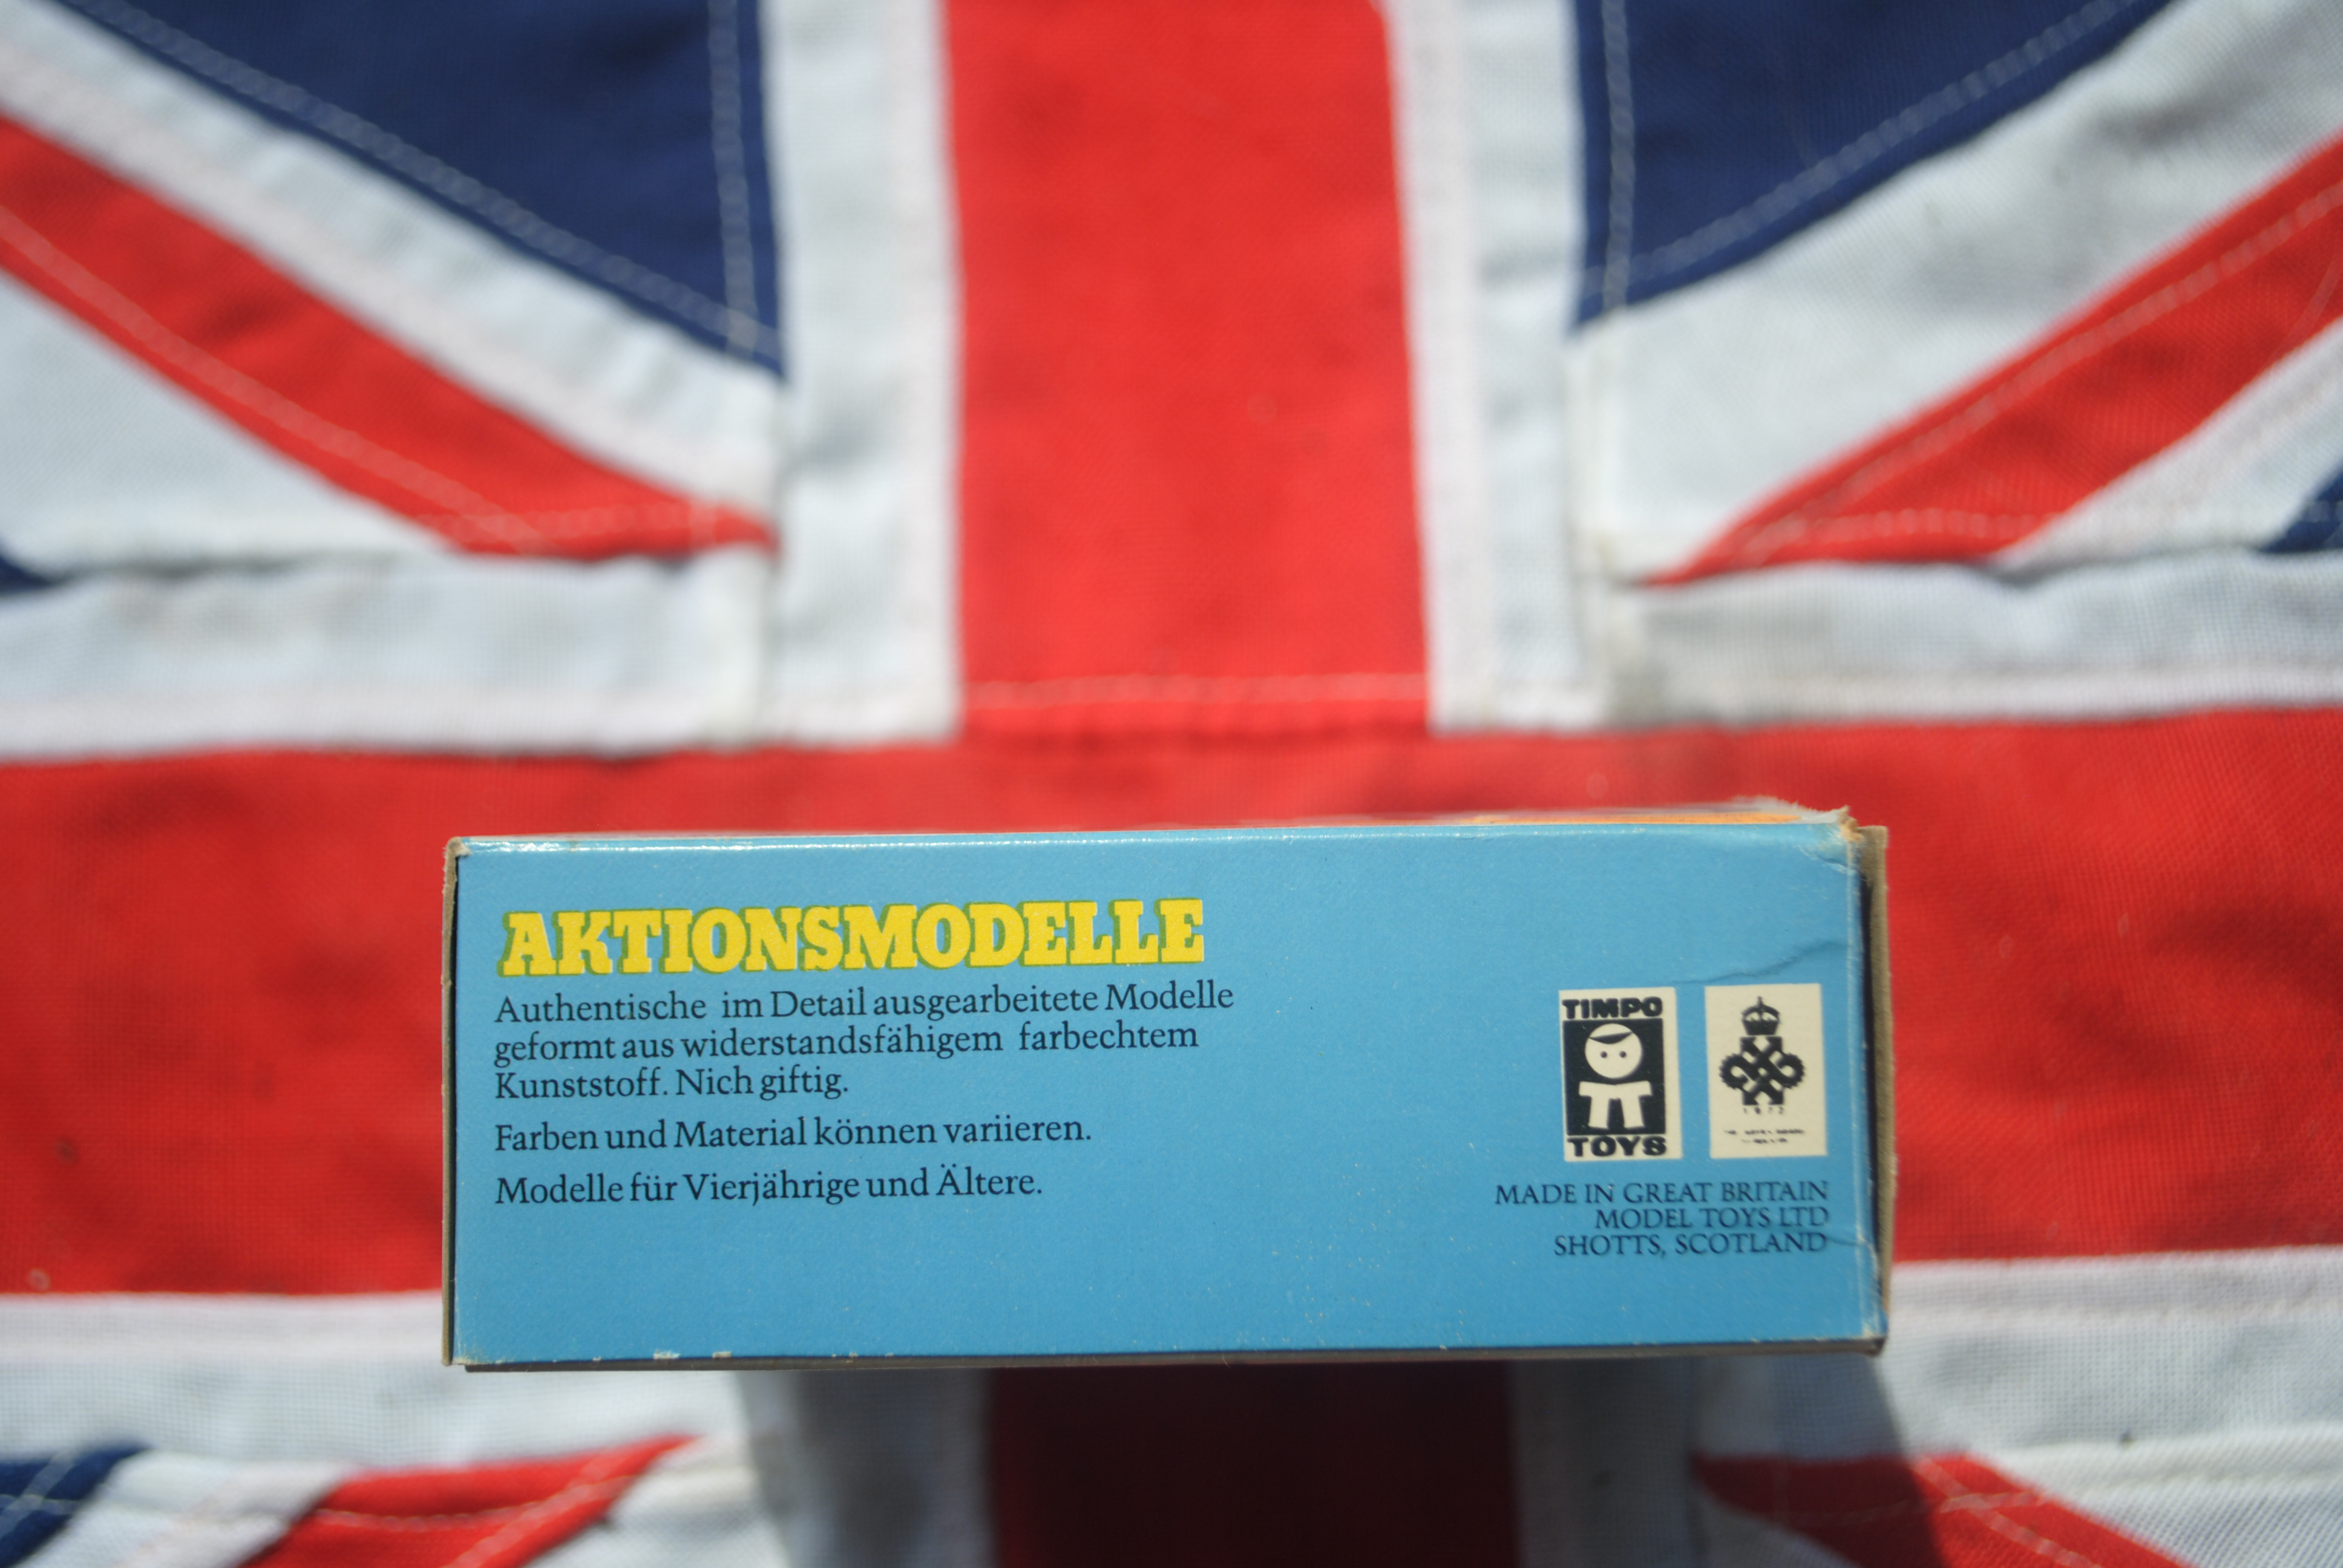 AKTIONSMODELLE
Authentische im Detail ausgearbeitete Modelle
geformt aus widerstandsfähigem farbechtem
Kunststoff. Nich giftig.
Farben und Material können variieren.
Modelle für Vierjährige und Ältere.
TIMPO
TOYS
1972
MADE IN GREAT BRITAIN
MODEL TOYS LTD
SHOTTS, SCOTLAND